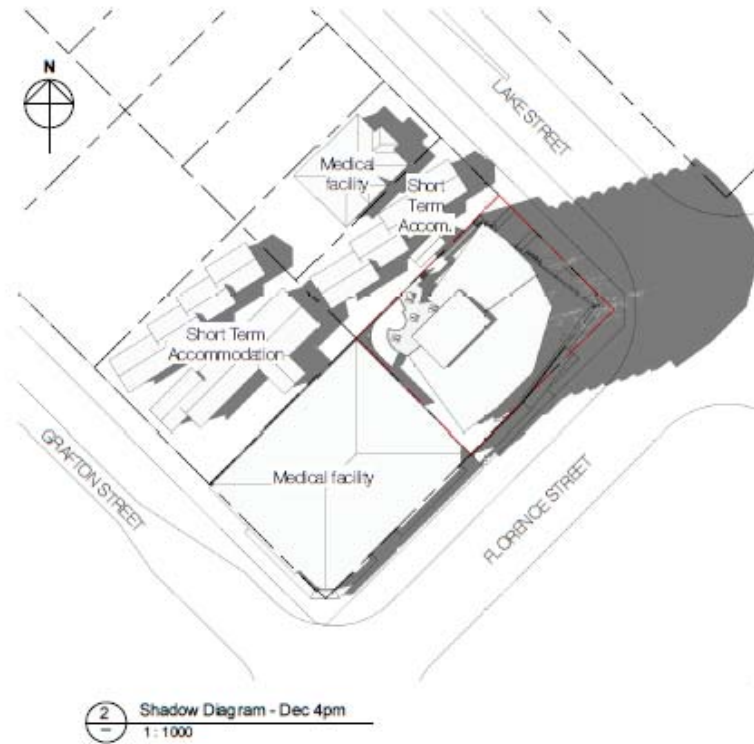 N
LAKE STREET
Medical
facility
Short
Term
Accom.
Short Term
Accommodation
Medical facility
GRAFTON STREET
FLORENCE STREET
2
–
Shadow Diagram - Dec 4pm
1 : 1000